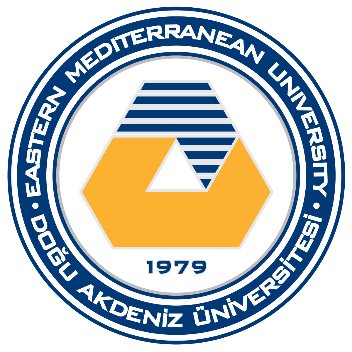 EASTERN MEDITERRANEAN UNIVERSITY
1979
DOĞU AKDENİZ ÜNİVERSİTESİ